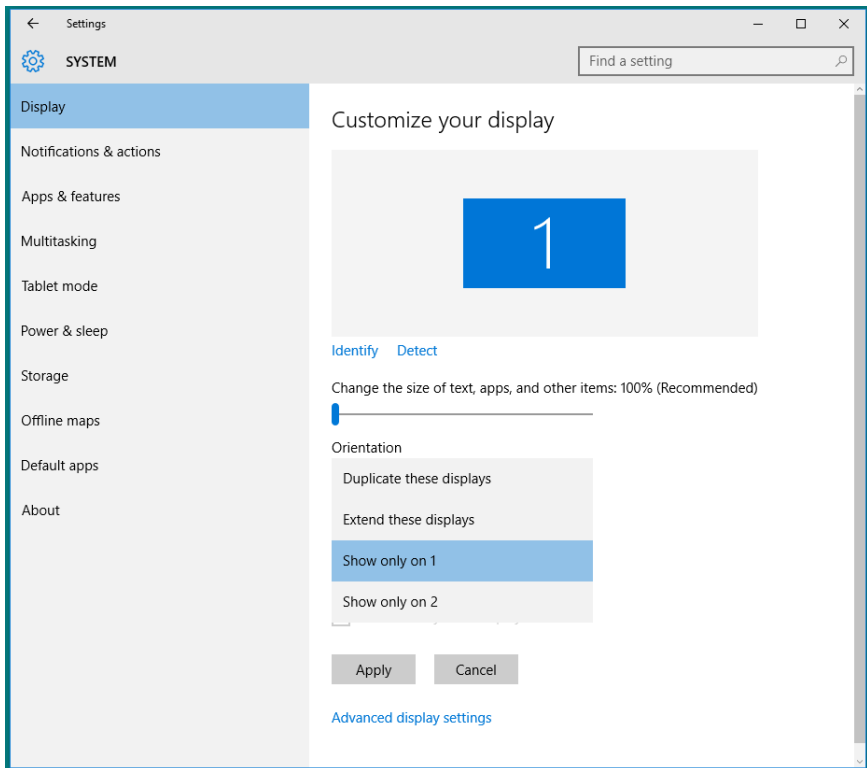 Settings
SYSTEM
Find a setting
Display
Notifications & actions
Apps & features
Multitasking
Tablet mode
Power & sleep
Storage
Offline maps
Default apps
About
Customize your display
1
Identify Detect
Change the size of text, apps, and other items: 100% (Recommended)
Orientation
Duplicate these displays
Extend these displays
Show only on 1
Show only on 2
Apply Cancel
Advanced display settings